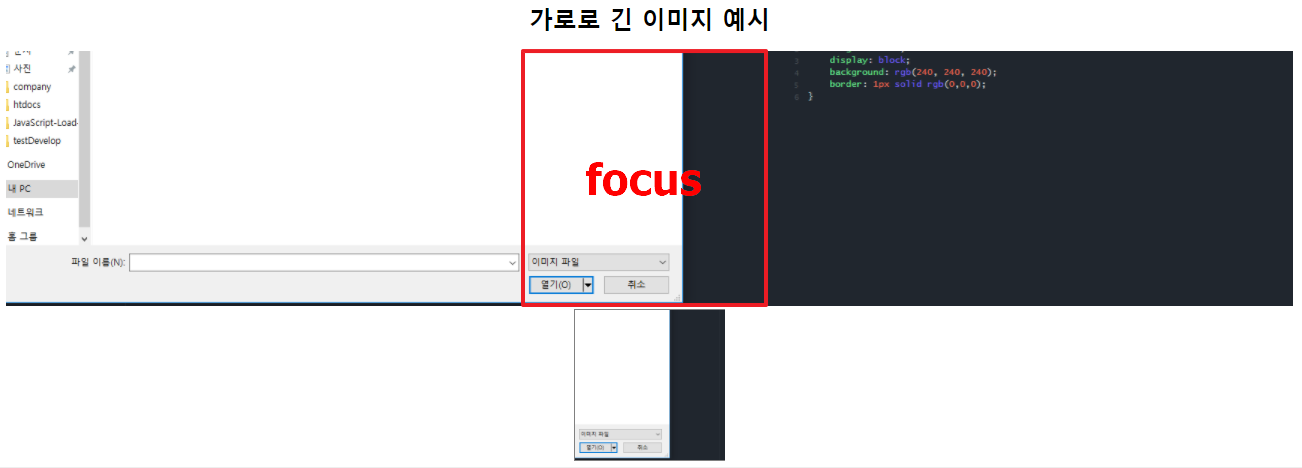 가로로 긴 이미지 예시
사진
company
htdocs
JavaScript-Load-
testDevelop
OneDrive
내 PC
네트워크
홈 그룹
파일 이름(N):
이미지 파일
열기(O)
취소
focus
3 display: block;
4 background: rgb(240, 240, 240);
5 border: 1px solid rgb(0,0,0);
6 }
이미지 파일
열기(O)
취소